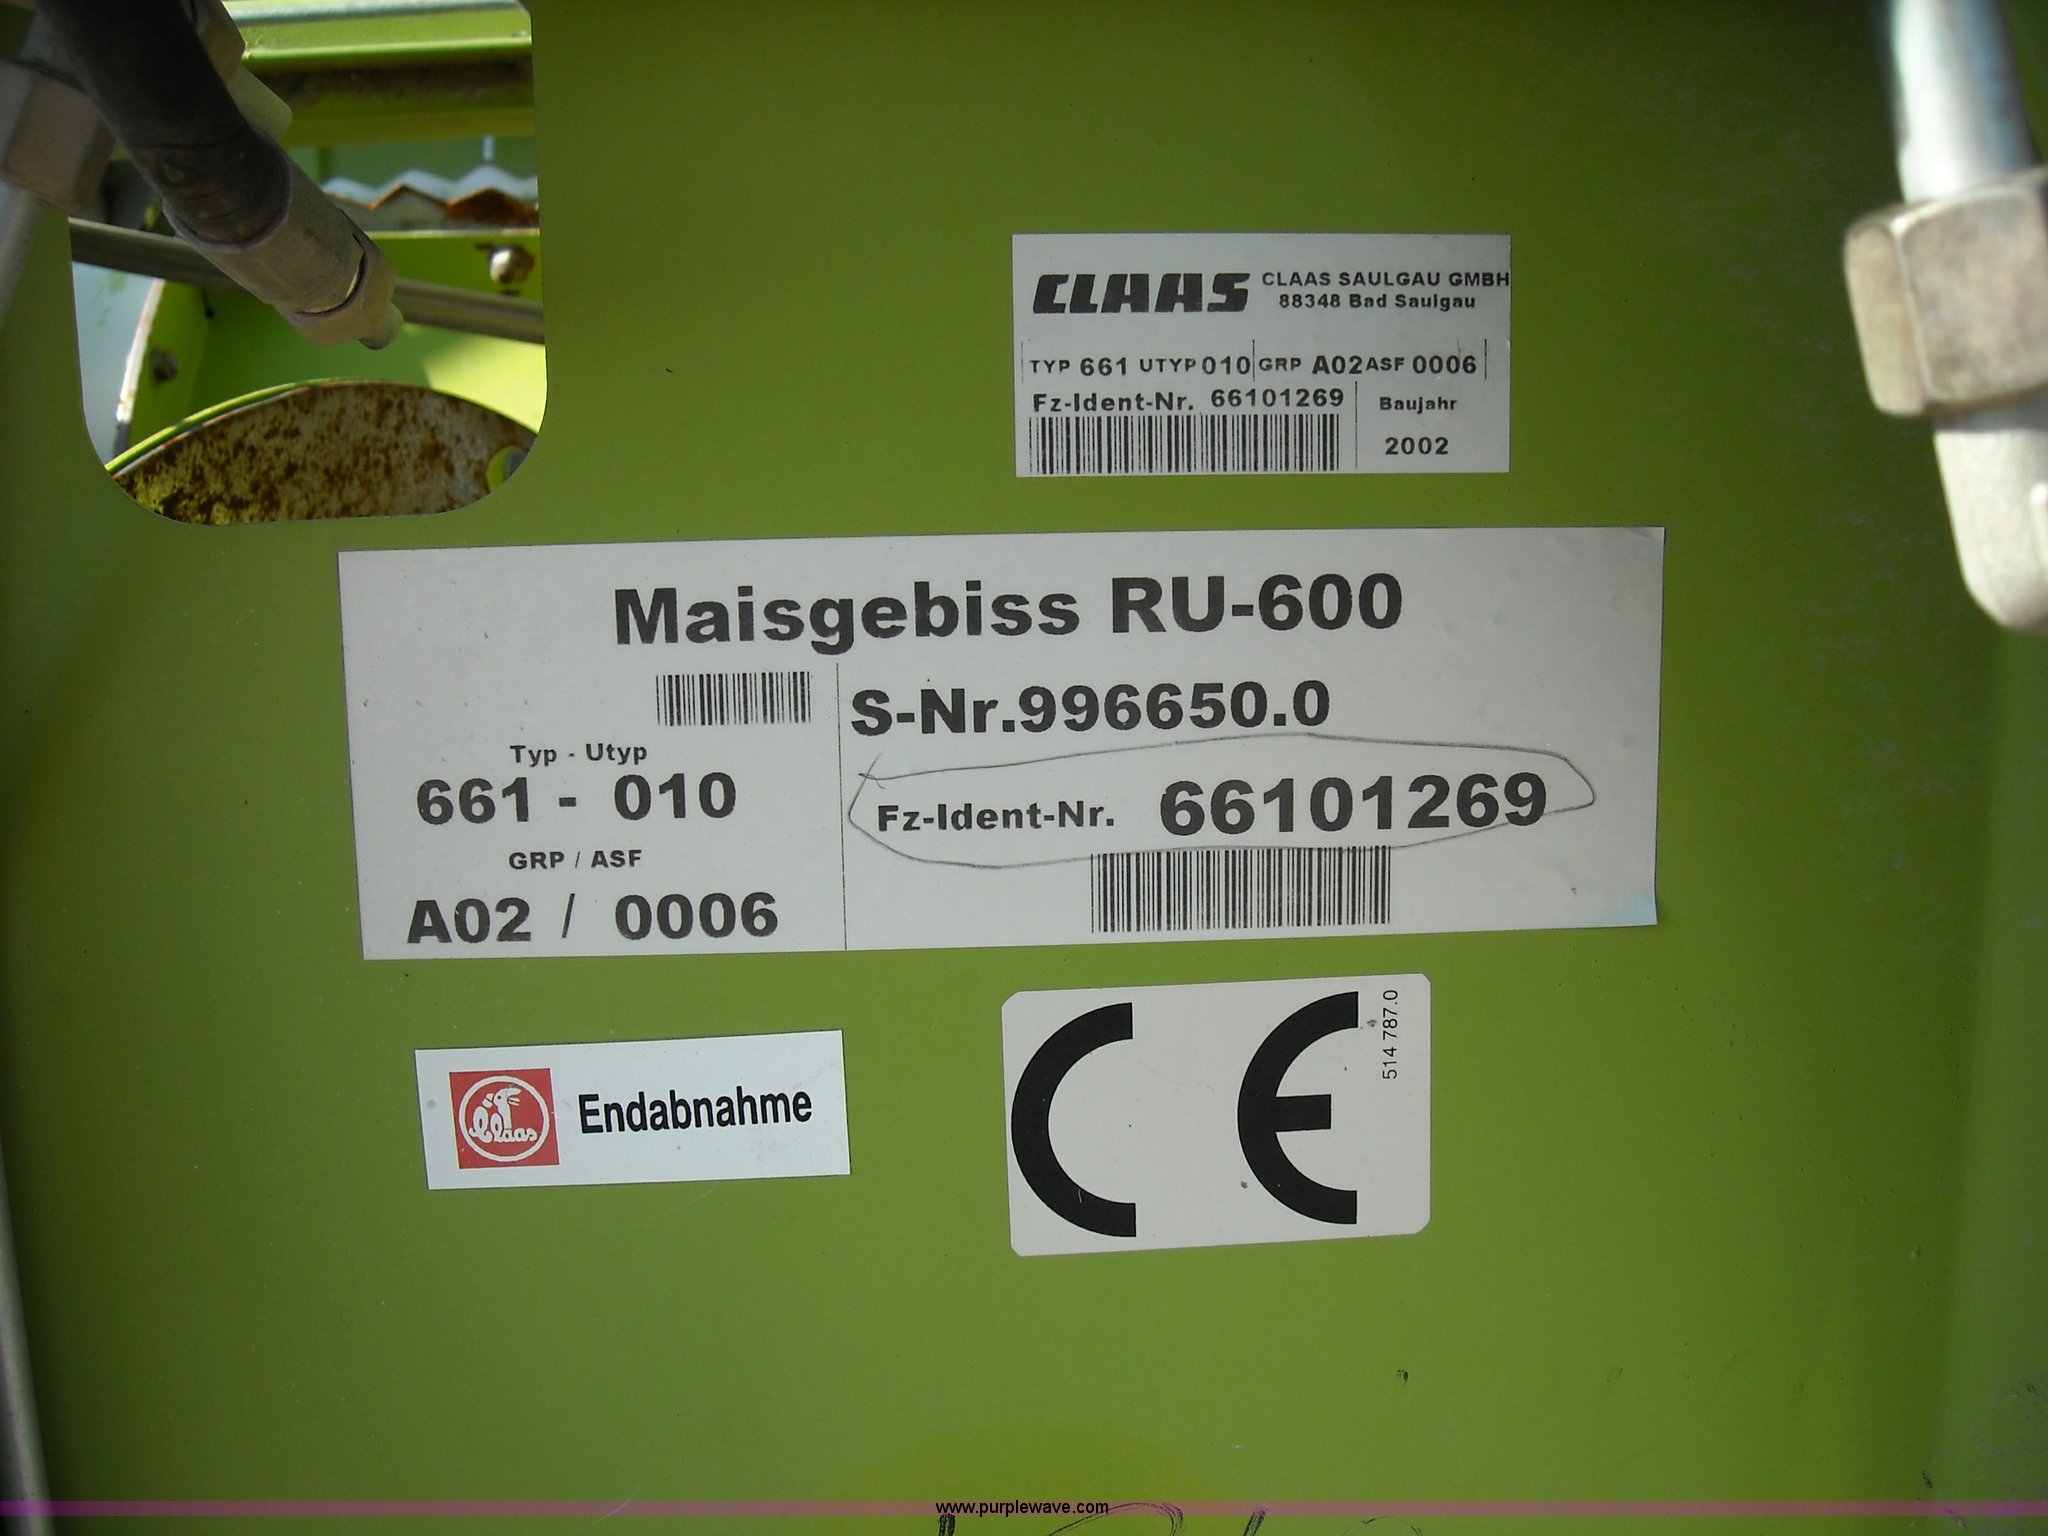 CLAAS CLAAS SAULGAU GMBH
88348 Bad Saulgau
TYP 661 UTYP 010 GRP A02 ASF 0006
Fz-Ident-Nr. 66101269 Baujahr
2002
Maisgebiss RU-600
S-Nr.996650.0
Typ - Utyp
661 - 010
Fz-Ident-Nr. 66101269
GRP / ASF
A02 / 0006
Claas Endabnahme
CE
514 787.0
www.purplewave.com